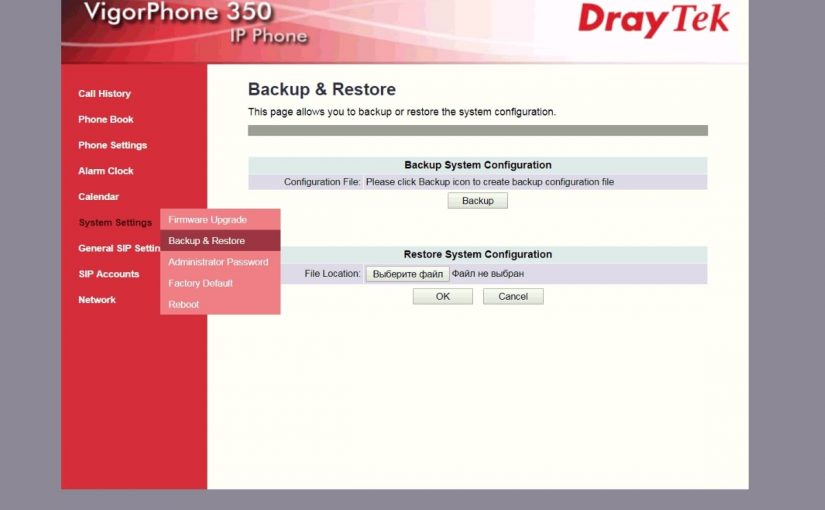 VigorPhone 350
IP Phone
DrayTek
Call History
Phone Book
Phone Settings
Alarm Clock
Calendar
System Settings
General SIP Settin
SIP Accounts
Network
Firmware Upgrade
Backup & Restore
Administrator Password
Factory Default
Reboot
Backup & Restore
This page allows you to backup or restore the system configuration.
Backup System Configuration
Configuration File: Please click Backup icon to create backup configuration file
Backup
Restore System Configuration
File Location: Выберите файл Файл не выбран
OK Cancel